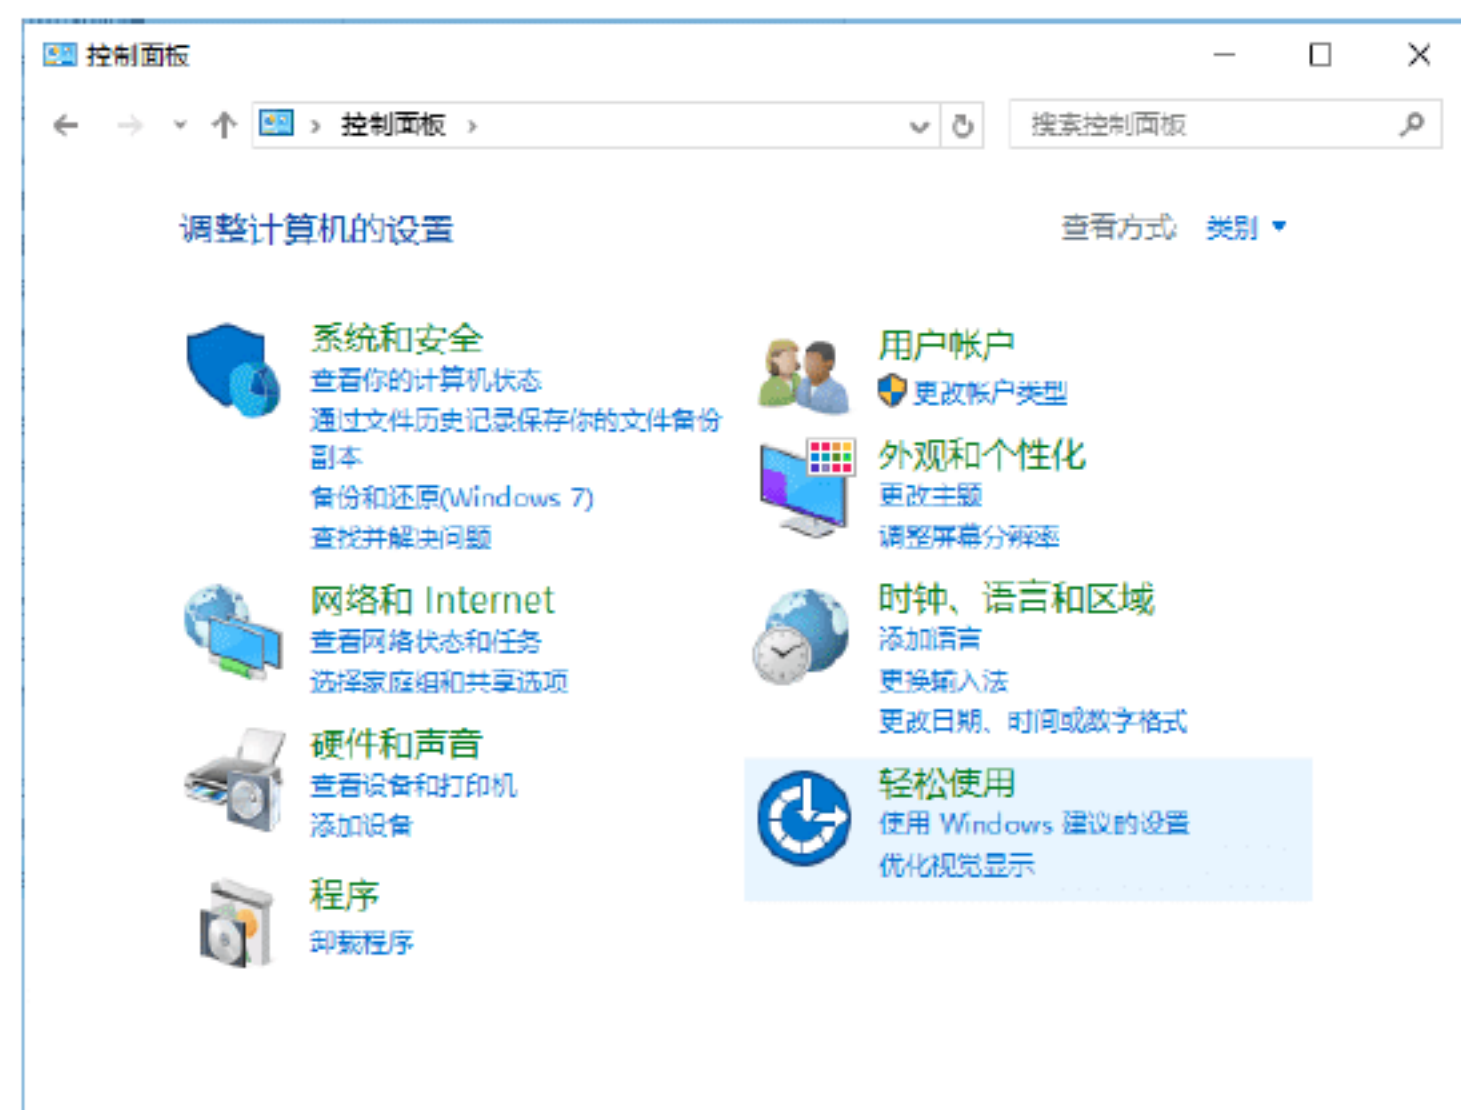 控制面板
控制面板
搜索控制面板
调整计算机的设置
查看方式: 类别
系统和安全
查看你的计算机状态
通过文件历史记录保存你的文件备份
副本
备份和还原(Windows 7)
查找并解决问题
网络和 Internet
查看网络状态和任务
选择家庭组和共享选项
硬件和声音
查看设备和打印机
添加设备
程序
卸载程序
用户帐户
更改帐户类型
外观和个性化
更改主题
调整屏幕分辨率
时钟、语言和区域
添加语言
更换输入法
更改日期、时间或数字格式
轻松使用
使用 Windows 建议的设置
优化视觉显示